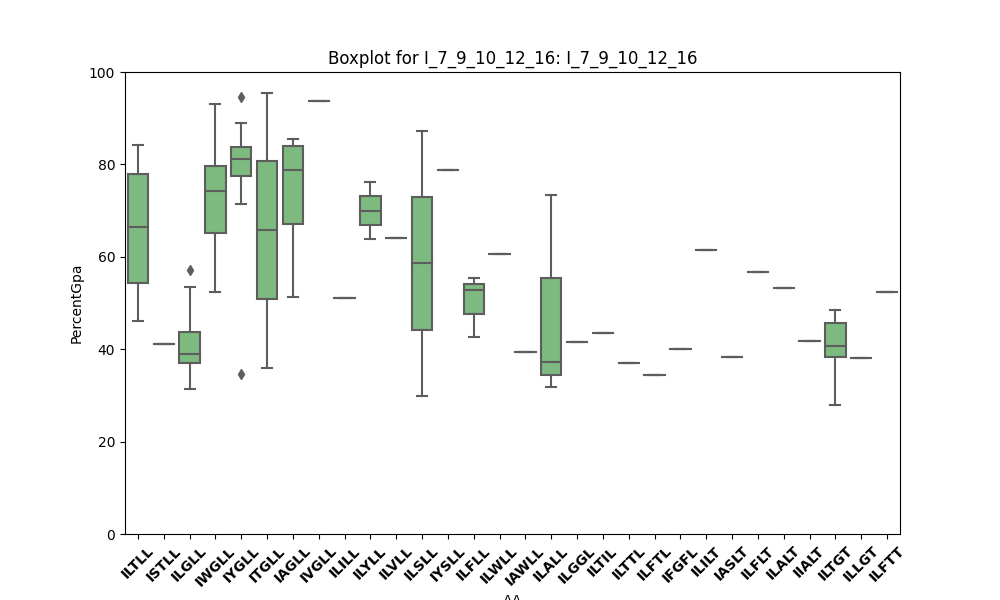 Boxplot for I_7_9_10_12_16: I_7_9_10_12_16
100
80
60
40
20
0
PercentGpa
ILTLL ISTLL ILGLL IWGLL IYGLL ITGLL IAGLL IVGLL ILILL ILYLL ILVLL ILSLL IYSLL ILFLL ILWLL IAWLL ILALL ILGGL ILTIL ILTTL ILFTL IFGFL ILILT IASLT ILFLT ILALT IIALT ILTGT ILLGT ILFTT
AA